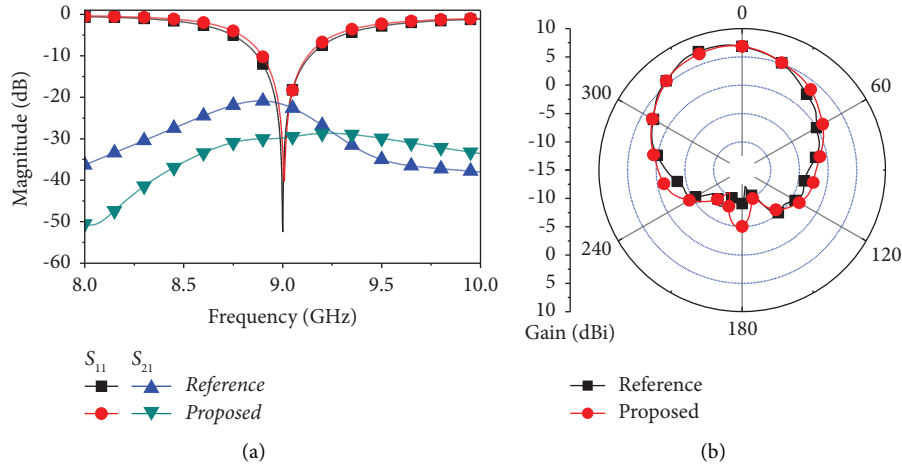 0
-10
-20
-30
-40
-50
-60
Magnitude (dB)
8.0
8.5
9.0
9.5
10.0
Frequency (GHz)
S11 S21
Reference
Proposed
(a)
10
5
0
-5
-10
-15
-10
-5
0
5
10
Gain (dBi)
0
60
120
180
240
300
Reference
Proposed
(b)